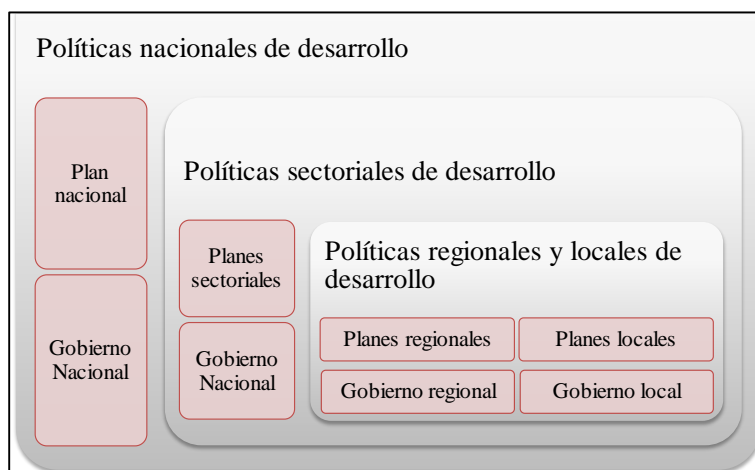 Políticas nacionales de desarrollo
Plan
nacional
Gobierno
Nacional
Políticas sectoriales de desarrollo
Planes
sectoriales
Gobierno
Nacional
Políticas regionales y locales de
desarrollo
Planes regionales
Planes locales
Gobierno regional
Gobierno local